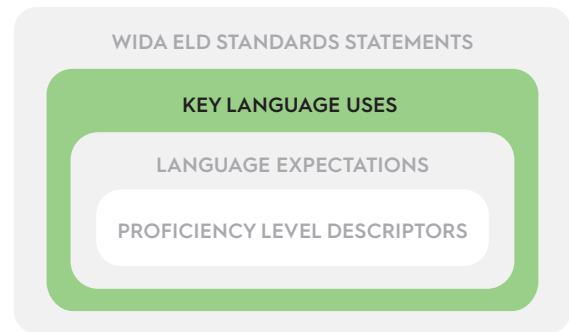 WIDA ELD STANDARDS STATEMENTS
KEY LANGUAGE USES
LANGUAGE EXPECTATIONS
PROFICIENCY LEVEL DESCRIPTORS